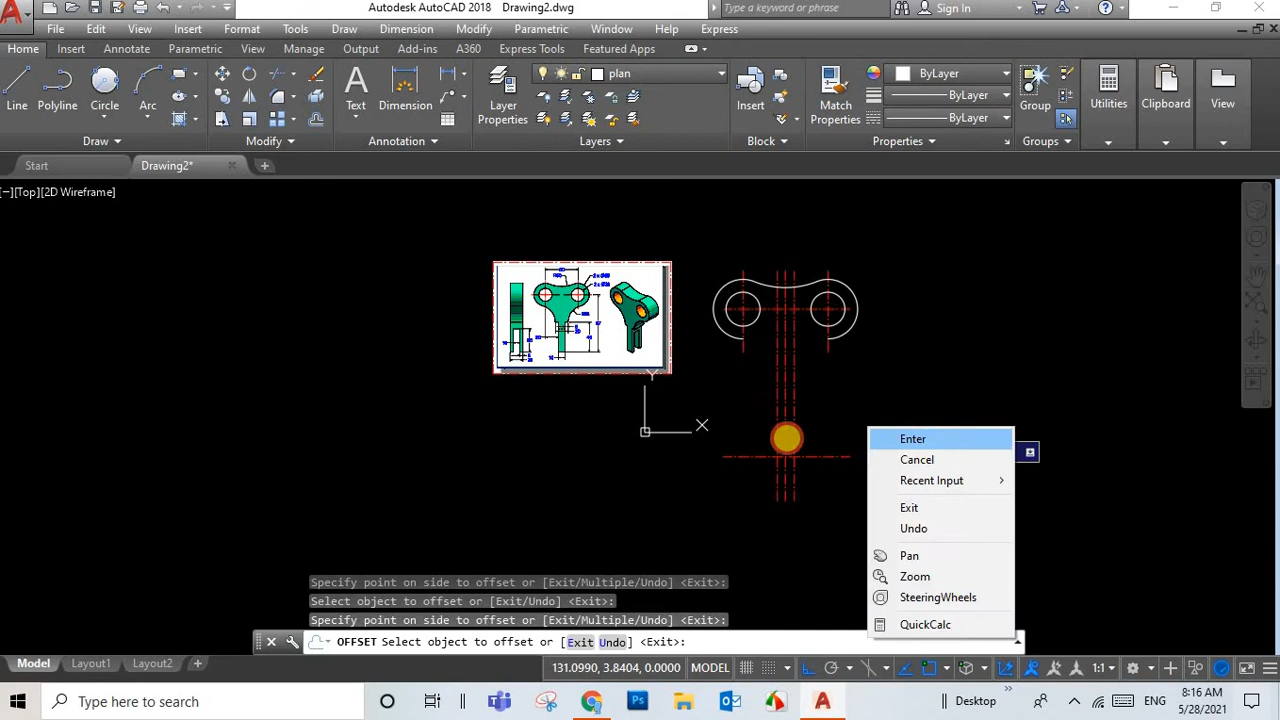 Autodesk AutoCAD 2018 Drawing2.dwg
Type a keyword or phrase
Sign In
File Edit View Insert Format Tools Draw Dimension Modify Parametric Window Help Express
Home Insert Annotate Parametric View Manage Output Add-ins A360 Express Tools Featured Apps
plan
ByLayer
ByLayer
ByLayer
Line Polyline Circle Arc
Text Dimension
Layer Properties
Insert
Match Properties
Group
Utilities
Clipboard
View
Draw Modify Annotation Layers Block Properties Groups
Start
Drawing2*
[−][Top][2D Wireframe]
Y
X
Enter
Cancel
Recent Input
Exit
Undo
Pan
Zoom
SteeringWheels
QuickCalc
Specify point on side to offset or [Exit/Multiple/Undo] <Exit>:
Select object to offset or [Exit/Undo] <Exit>:
Specify point on side to offset or [Exit/Multiple/Undo] <Exit>:
OFFSET Select object to offset or [Exit Undo] <Exit>:
Model Layout1 Layout2
131.0990, 3.8404, 0.0000 MODEL
1:1
Type here to search
Desktop
ENG
8:16 AM
5/28/2021